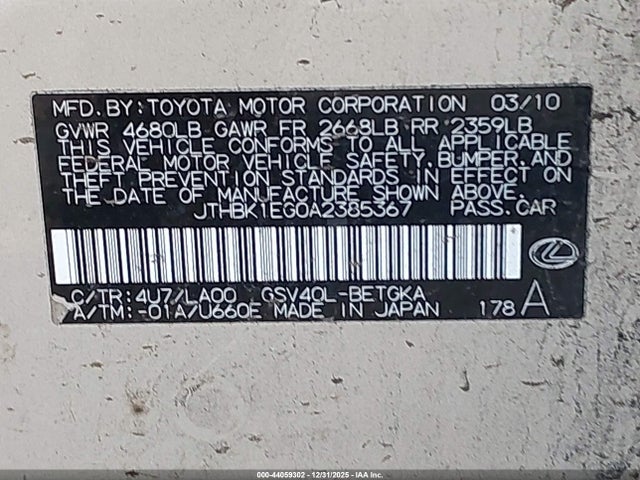 MFD. BY: TOYOTA MOTOR CORPORATION 03/10
GVWR 4680LB GAWR FR 2668LB RR 2359LB
THIS VEHICLE CONFORMS TO ALL APPLICABLE
FEDERAL MOTOR VEHICLE SAFETY, BUMPER, AND
THEFT PREVENTION STANDARDS IN EFFECT ON
THE DATE OF MANUFACTURE SHOWN ABOVE.
JTHBK1EG0A2385367 PASS. CAR
C/TR: 4U7/LA00 GSV40L-BETGKA
A/TM: -01A/U660E MADE IN JAPAN 178 A
000-44059302 - 12/31/2025 - IAA Inc.